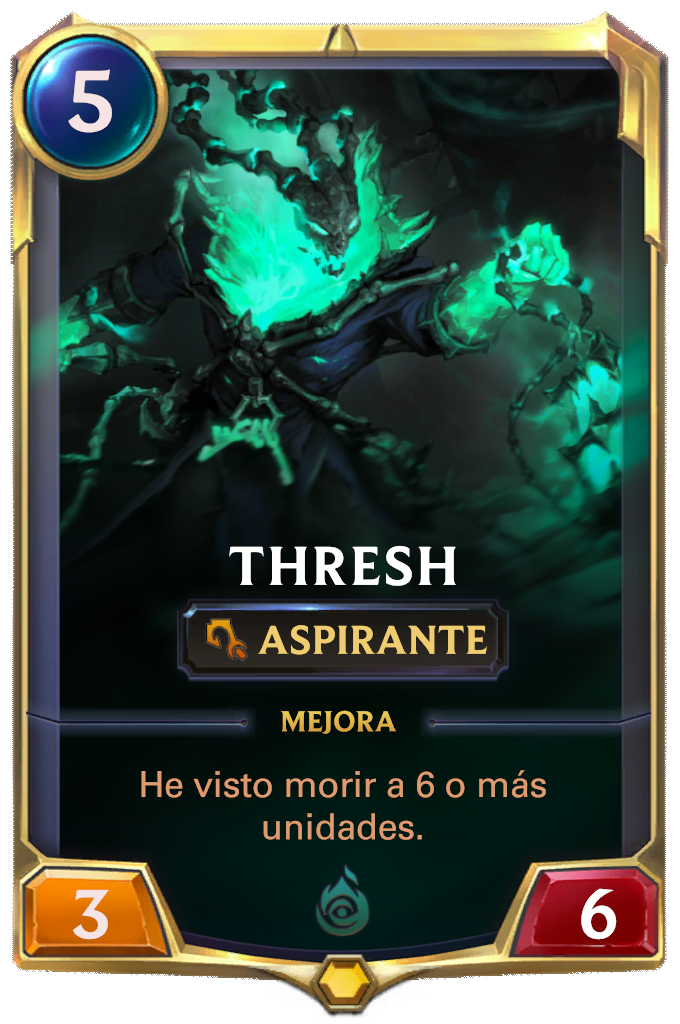 5
THRESH
ASPIRANTE
MEJORA
He visto morir a 6 o más
unidades.
3
6